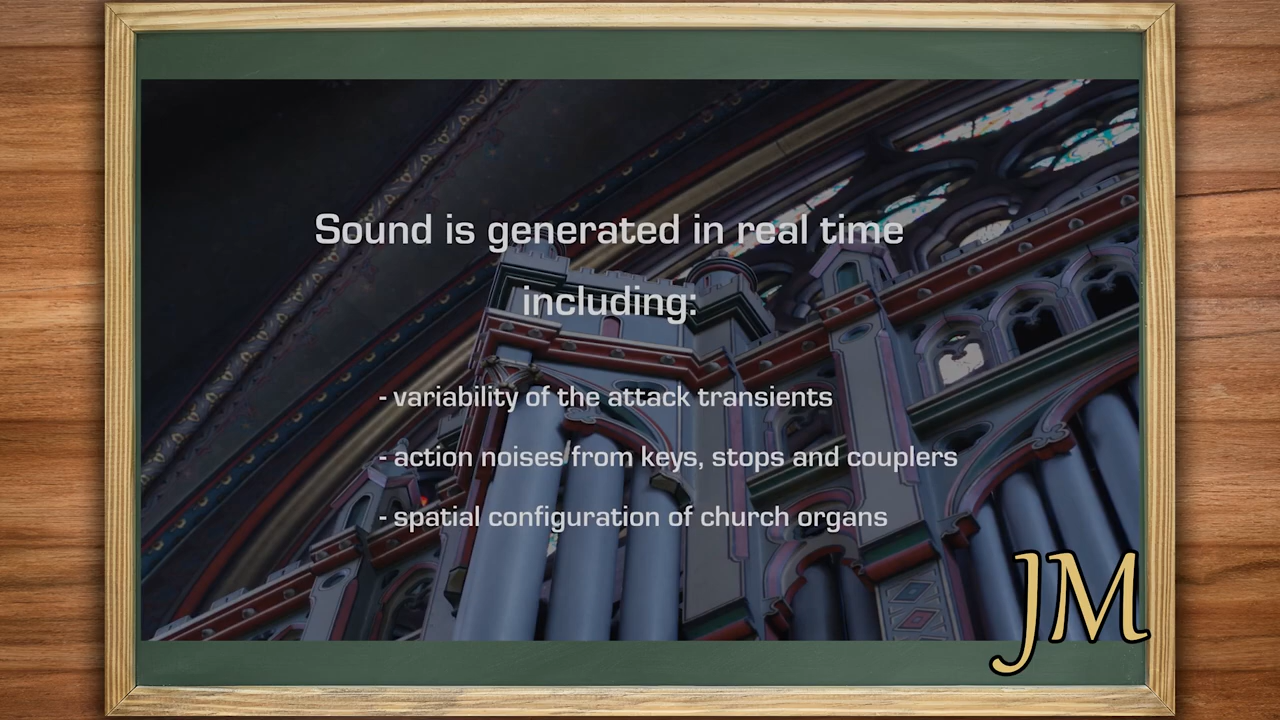 Sound is generated in real time
including:
- variability of the attack transients
- action noises from keys, stops and couplers
- spatial configuration of church organs
JM